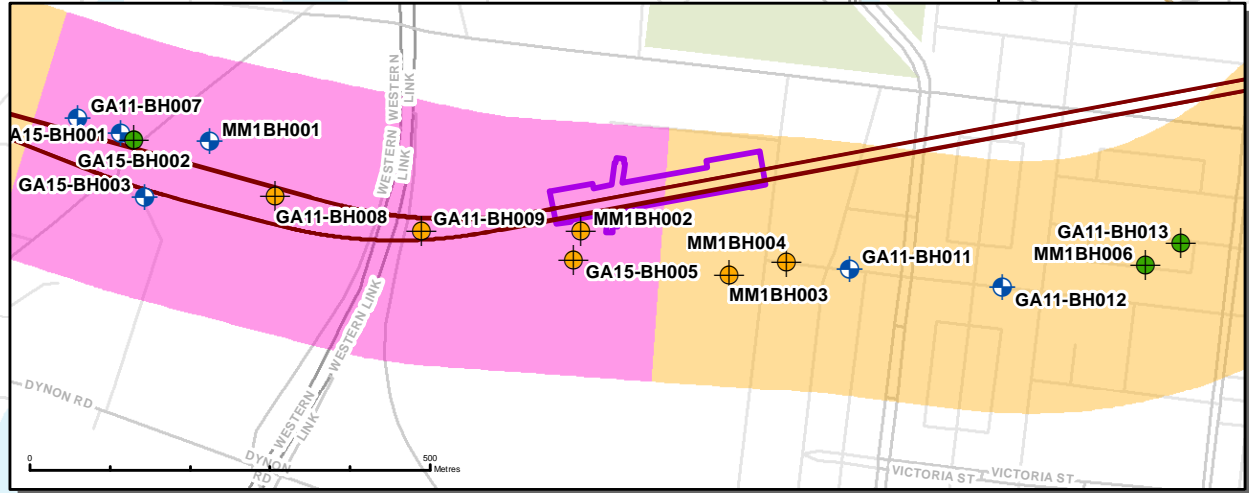 WESTERN WESTERN
LINK
LINK
GA11-BH007
A15-BH001
MM1BH001
GA15-BH002
GA15-BH003
GA11-BH008
GA11-BH009
MM1BH002
GA15-BH005
MM1BH004
MM1BH003
GA11-BH011
GA11-BH012
GA11-BH013
MM1BH006
WESTERN LINK
WESTERN
LINK
DYNON RD
DYNON
RD
0
500
Metres
VICTORIA ST
VICTORIA ST